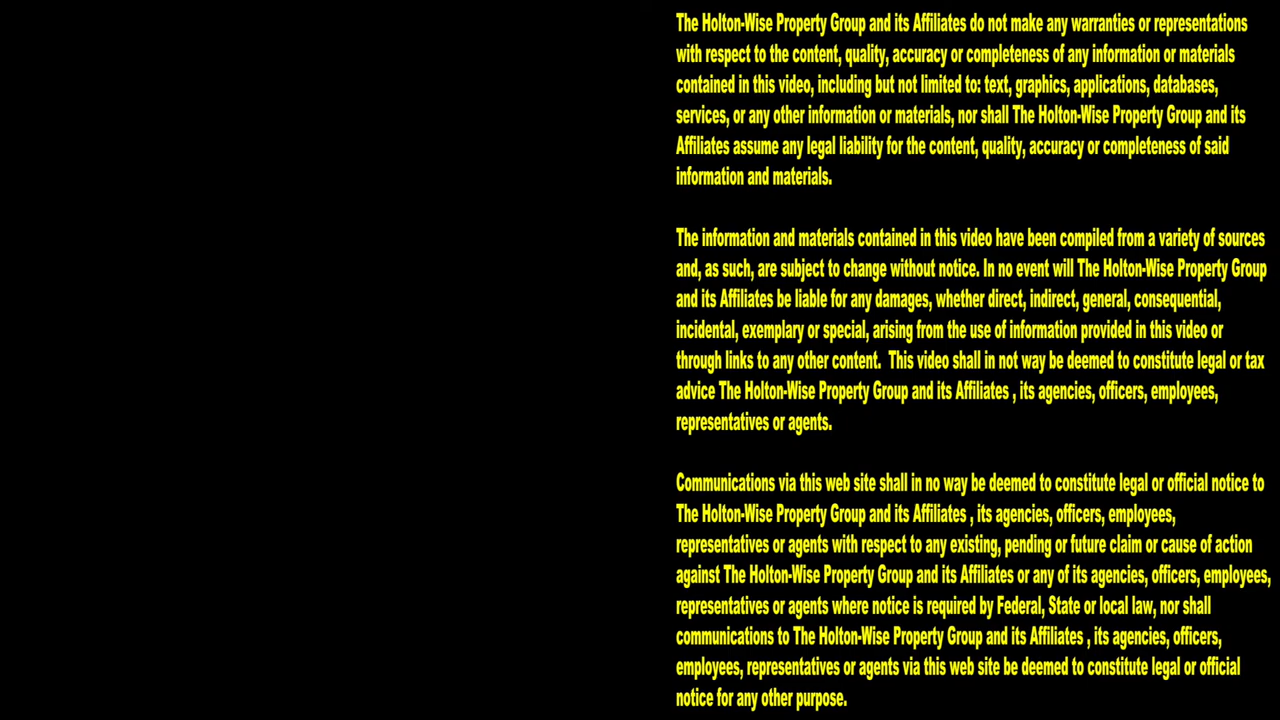 The Holton-Wise Property Group and its Affiliates do not make any warranties or representations
with respect to the content, quality, accuracy or completeness of any information or materials
contained in this video, including but not limited to: text, graphics, applications, databases,
services, or any other information or materials, nor shall The Holton-Wise Property Group and its
Affiliates assume any legal liability for the content, quality, accuracy or completeness of said
information and materials.
The information and materials contained in this video have been compiled from a variety of sources
and, as such, are subject to change without notice. In no event will The Holton-Wise Property Group
and its Affiliates be liable for any damages, whether direct, indirect, general, consequential,
incidental, exemplary or special, arising from the use of information provided in this video or
through links to any other content.  This video shall in not way be deemed to constitute legal or tax
advice The Holton-Wise Property Group and its Affiliates , its agencies, officers, employees,
representatives or agents.
Communications via this web site shall in no way be deemed to constitute legal or official notice to
The Holton-Wise Property Group and its Affiliates , its agencies, officers, employees,
representatives or agents with respect to any existing, pending or future claim or cause of action
against The Holton-Wise Property Group and its Affiliates or any of its agencies, officers, employees,
representatives or agents where notice is required by Federal, State or local law, nor shall
communications to The Holton-Wise Property Group and its Affiliates , its agencies, officers,
employees, representatives or agents via this web site be deemed to constitute legal or official
notice for any other purpose.